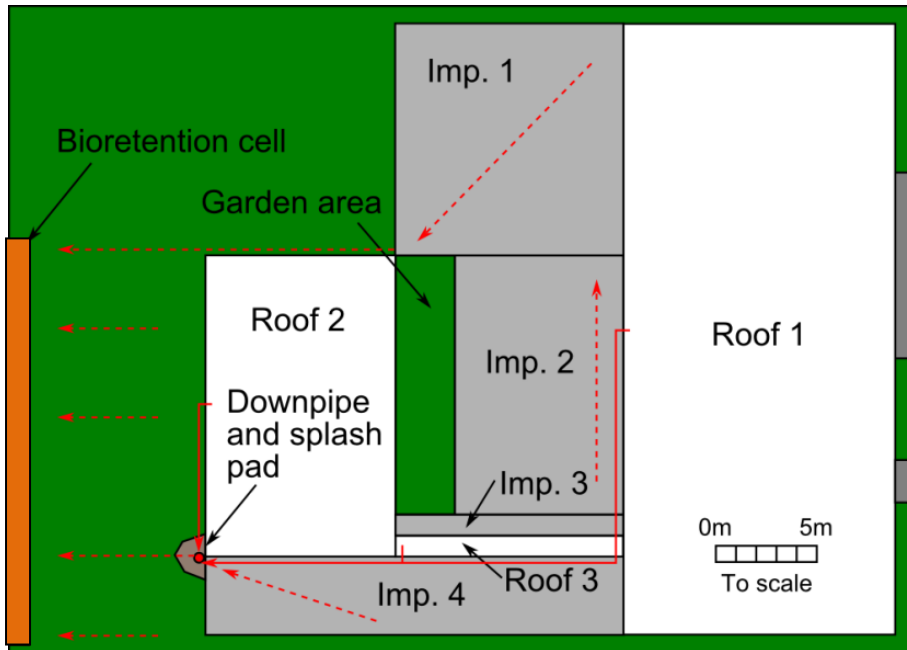 Imp. 1
Bioretention cell
Garden area
Roof 2
Roof 1
Imp. 2
Downpipe
and splash
pad
Imp. 3
0m 5m
Roof 3
To scale
Imp. 4